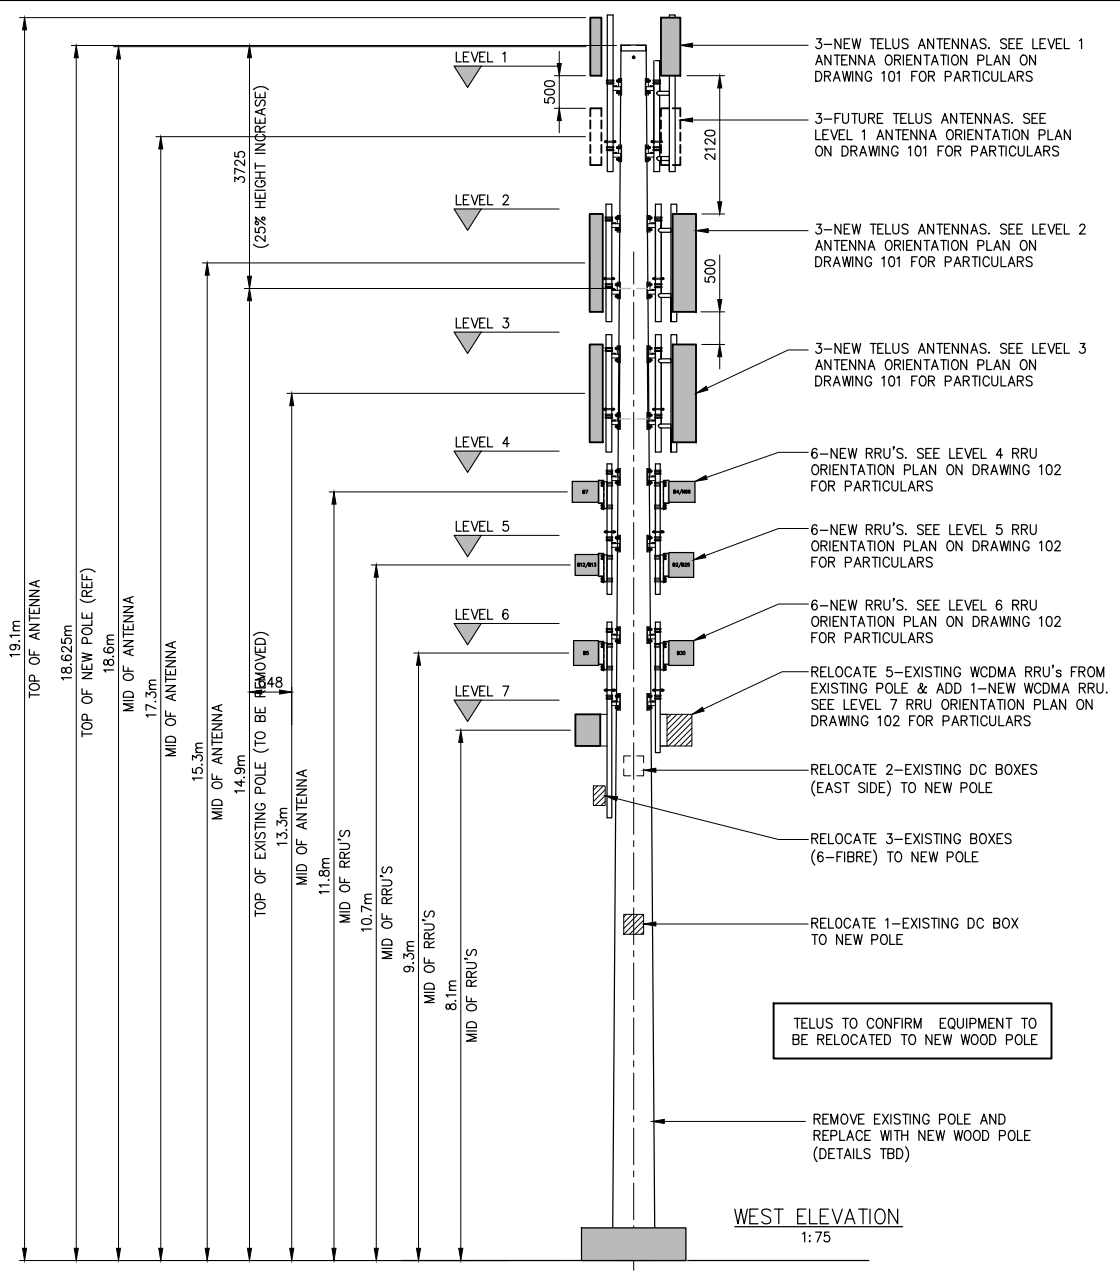 LEVEL 1
LEVEL 2
LEVEL 3
LEVEL 4
LEVEL 5
LEVEL 6
LEVEL 7
19.1m
TOP OF ANTENNA
18.625m
TOP OF NEW POLE (REF)
18.6m
MID OF ANTENNA
17.3m
MID OF ANTENNA
15.3m
MID OF ANTENNA
3725
(25% HEIGHT INCREASE)
14.9m
TOP OF EXISTING POLE (TO BE REMOVED)
648
13.3m
MID OF ANTENNA
11.8m
MID OF RRU'S
10.7m
MID OF RRU'S
9.3m
MID OF RRU'S
8.1m
MID OF RRU'S
500
2120
500
B7
B4/N66
B12/B13
B2/B25
B5
B30
3-NEW TELUS ANTENNAS. SEE LEVEL 1
ANTENNA ORIENTATION PLAN ON
DRAWING 101 FOR PARTICULARS
3-FUTURE TELUS ANTENNAS. SEE
LEVEL 1 ANTENNA ORIENTATION PLAN
ON DRAWING 101 FOR PARTICULARS
3-NEW TELUS ANTENNAS. SEE LEVEL 2
ANTENNA ORIENTATION PLAN ON
DRAWING 101 FOR PARTICULARS
3-NEW TELUS ANTENNAS. SEE LEVEL 3
ANTENNA ORIENTATION PLAN ON
DRAWING 101 FOR PARTICULARS
6-NEW RRU'S. SEE LEVEL 4 RRU
ORIENTATION PLAN ON DRAWING 102
FOR PARTICULARS
6-NEW RRU'S. SEE LEVEL 5 RRU
ORIENTATION PLAN ON DRAWING 102
FOR PARTICULARS
6-NEW RRU'S. SEE LEVEL 6 RRU
ORIENTATION PLAN ON DRAWING 102
FOR PARTICULARS
RELOCATE 5-EXISTING WCDMA RRU's FROM
EXISTING POLE & ADD 1-NEW WCDMA RRU.
SEE LEVEL 7 RRU ORIENTATION PLAN ON
DRAWING 102 FOR PARTICULARS
RELOCATE 2-EXISTING DC BOXES
(EAST SIDE) TO NEW POLE
RELOCATE 3-EXISTING BOXES
(6-FIBRE) TO NEW POLE
RELOCATE 1-EXISTING DC BOX
TO NEW POLE
TELUS TO CONFIRM EQUIPMENT TO
BE RELOCATED TO NEW WOOD POLE
REMOVE EXISTING POLE AND
REPLACE WITH NEW WOOD POLE
(DETAILS TBD)
WEST ELEVATION
1:75